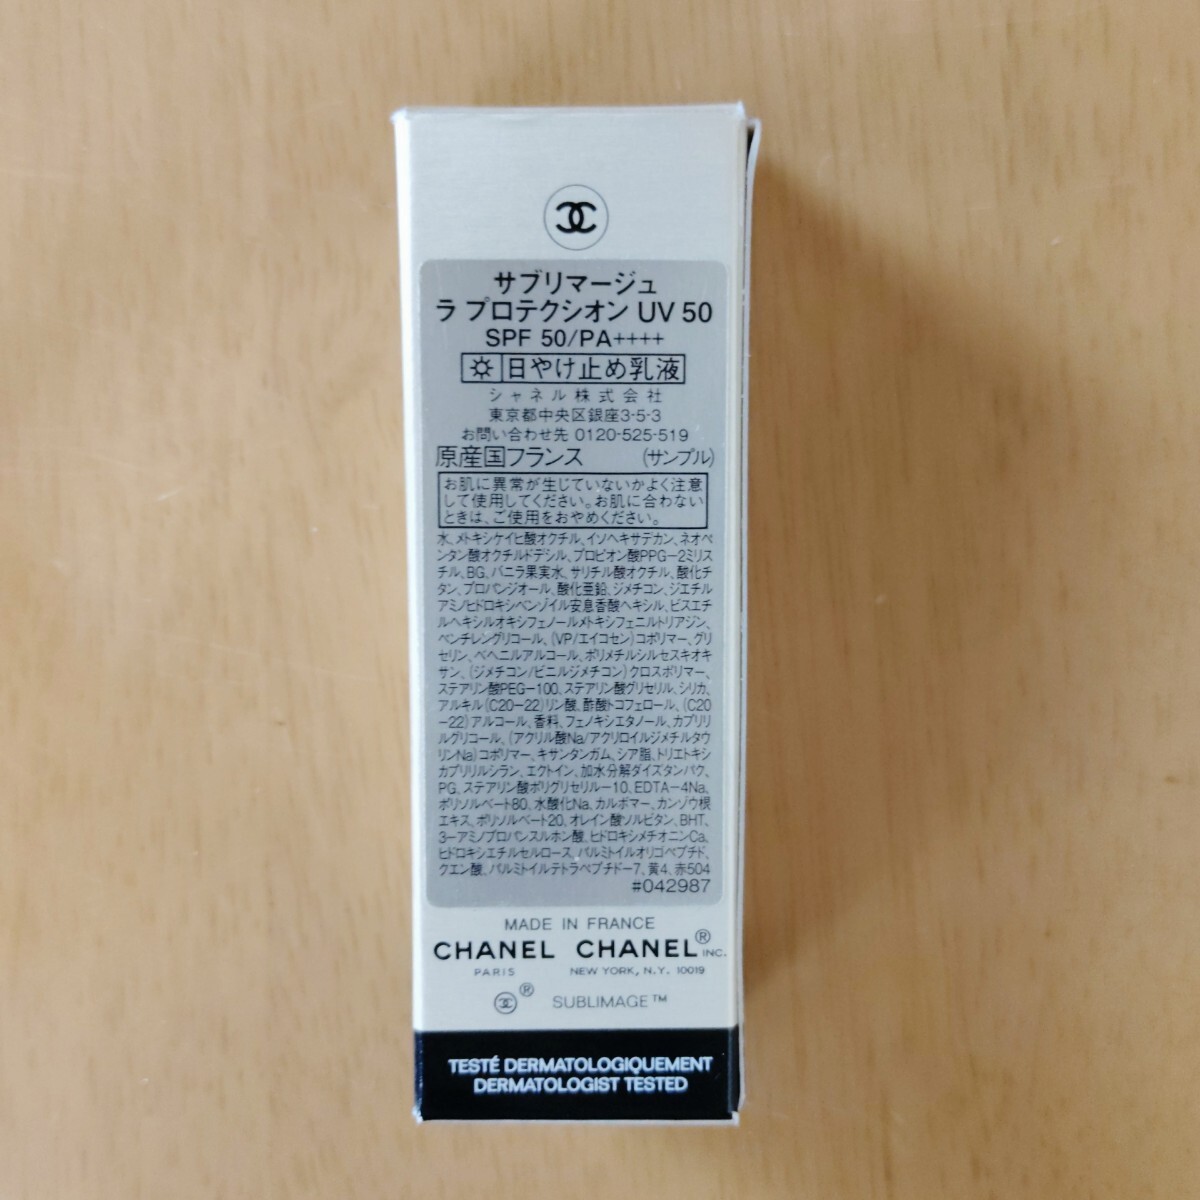 サブリマージュ
ラ プロテクシオン UV 50
SPF 50/PA++++
日やけ止め乳液
シャネル株式会社
東京都中央区銀座3-5-3
お問い合わせ先 0120-525-519
原産国フランス (サンプル)
お肌に異常が生じていないかよく注意
して使用してください。お肌に合わない
ときは、ご使用をおやめください。
水、メトキシケイヒ酸オクチル、イソヘキサデカン、ネオペ
ンタン酸オクチルドデシル、プロピオン酸PPG-2ミリス
チル、BG、バニラ果実水、サリチル酸オクチル、酸化チ
タン、プロパンジオール、酸化亜鉛、ジメチコン、ジエチル
アミノヒドロキシベンゾイル安息香酸ヘキシル、ビスエチ
ルヘキシルオキシフェノールメトキシフェニルトリアジン、
ペンチレングリコール、(VP/エイコセン)コポリマー、グリ
セリン、ベヘニルアルコール、ポリメチルシルセスキオキ
サン、(ジメチコン/ビニルジメチコン)クロスポリマー、
ステアリン酸PEG-100、ステアリン酸グリセリル、シリカ、
アルキル(C20-22)リン酸、酢酸トコフェロール、(C20
-22)アルコール、香料、フェノキシエタノール、カプリリ
ルグリコール、(アクリル酸Na/アクリロイルジメチルタウ
リンNa)コポリマー、キサンタンガム、シア脂、トリエトキシ
カプリリルシラン、エクトイン、加水分解ダイズタンパク、
PG、ステアリン酸ポリグリセリル-10、EDTA-4Na、
ポリソルベート80、水酸化Na、カルボマー、カンゾウ根
エキス、ポリソルベート20、オレイン酸ソルビタン、BHT、
3-アミノプロパンスルホン酸、ヒドロキシメチオニンCa、
ヒドロキシエチルセルロース、パルミトイルオリゴペプチド、
クエン酸、パルミトイルテトラペプチド-7、黄4、赤504
#042987
MADE IN FRANCE
CHANEL CHANEL® INC.
PARIS NEW YORK, N.Y. 10019
® SUBLIMAGE™
TESTÉ DERMATOLOGIQUEMENT
DERMATOLOGIST TESTED